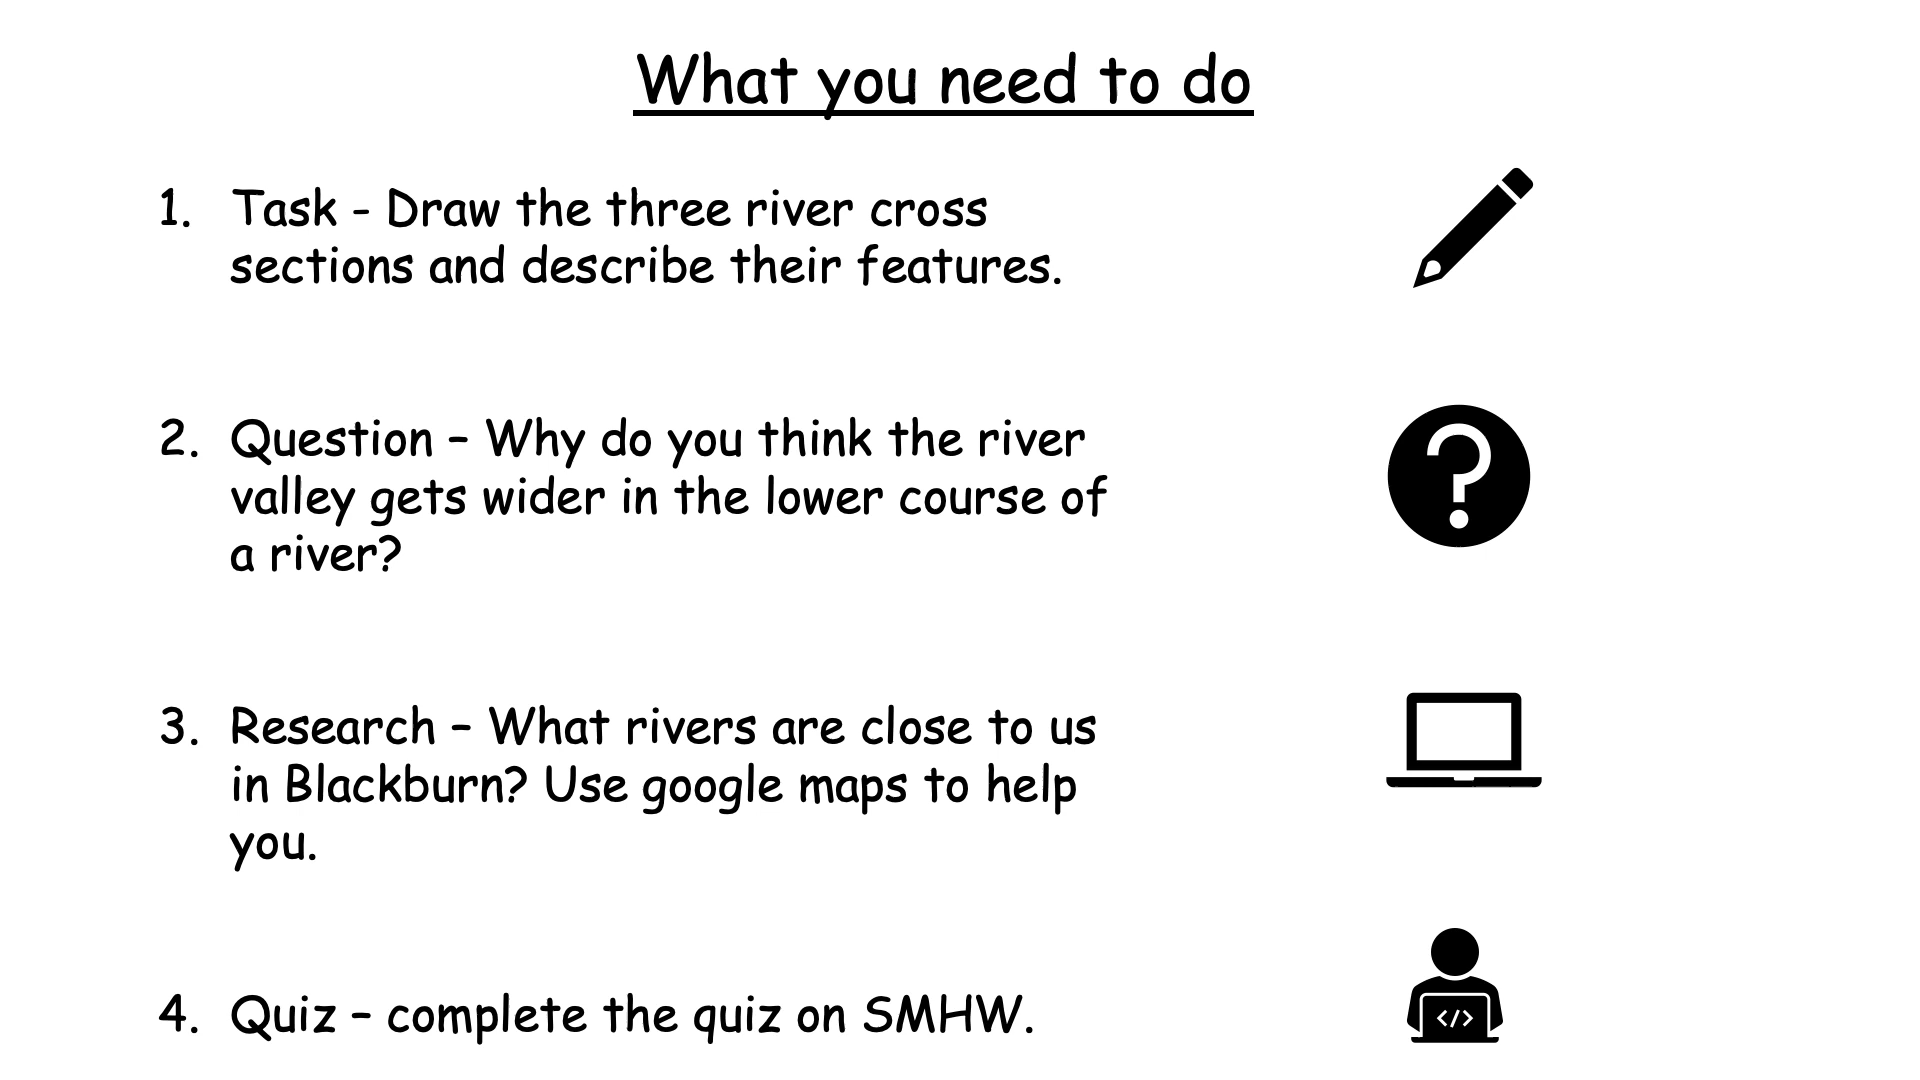 What you need to do
1. Task - Draw the three river cross
sections and describe their features.
2. Question – Why do you think the river
valley gets wider in the lower course of
a river?
3. Research – What rivers are close to us
in Blackburn? Use google maps to help
you.
4. Quiz – complete the quiz on SMHW.